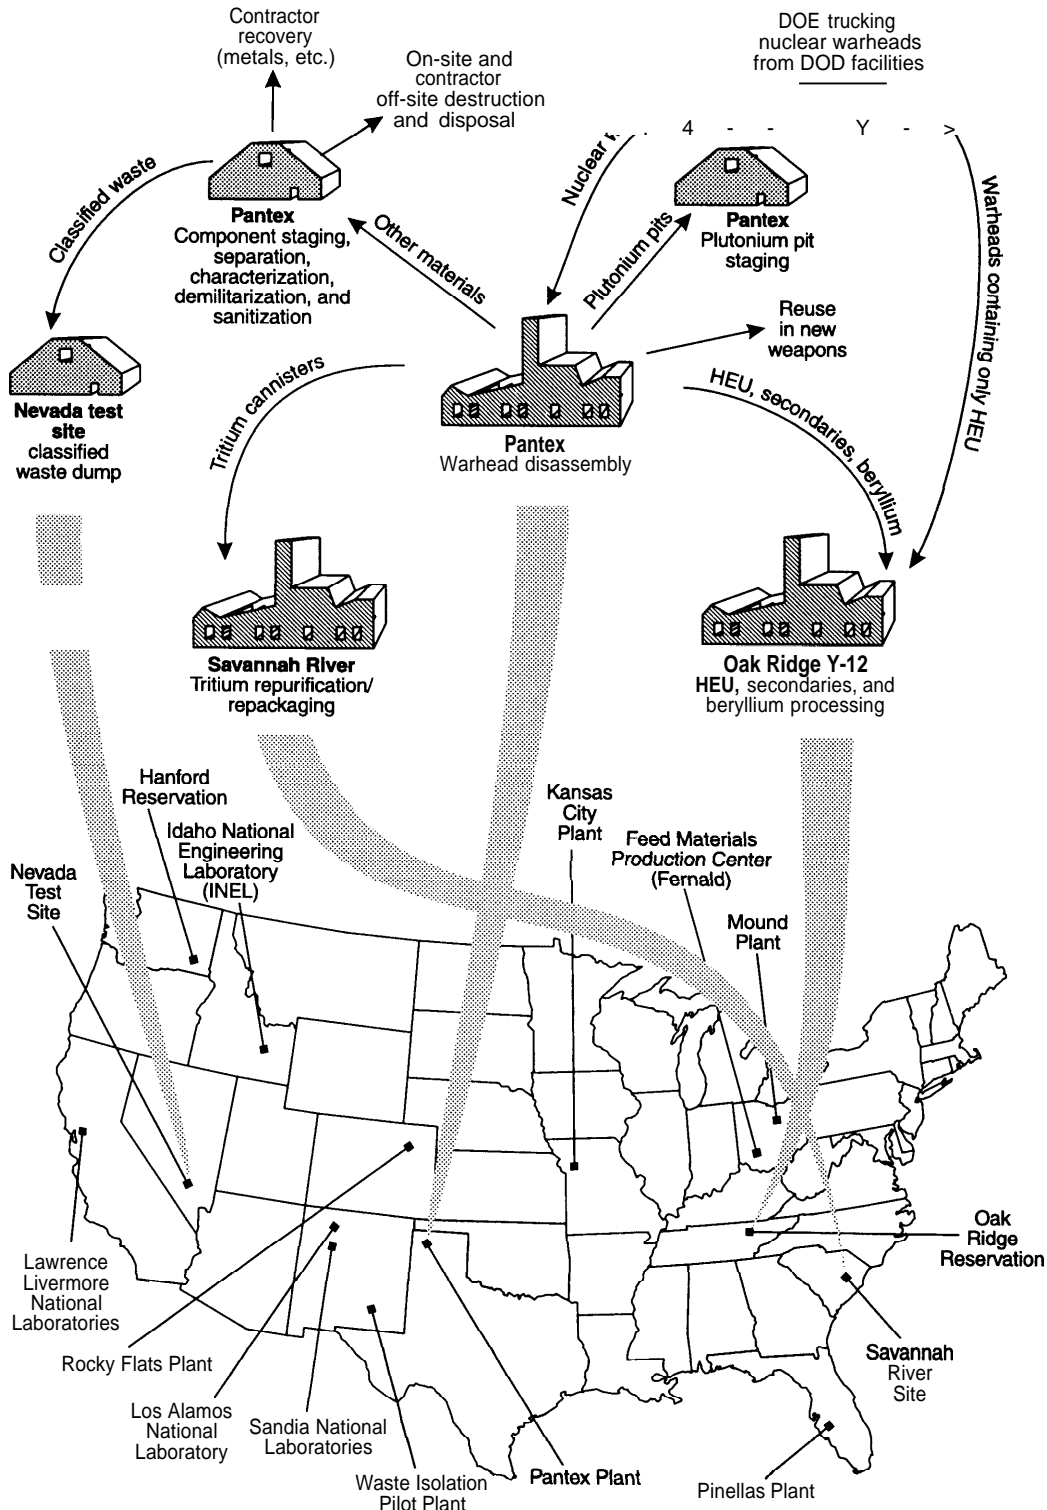 Contractor
recovery
(metals, etc.)
On-site and
contractor
off-site destruction
and disposal
DOE trucking
nuclear warheads
from DOD facilities
4 - - Y - >
Classified waste
Nuclear
Pantex
Component staging,
separation,
characterization,
demilitarization, and
sanitization
Other materials
Plutonium pits
Pantex
Plutonium pit
staging
Warheads containing only HEU
Reuse
in new
weapons
Nevada test
site
classified
waste dump
Tritium cannisters
Pantex
Warhead disassembly
HEU, secondaries, beryllium
Savannah River
Tritium repurification/
repackaging
Oak Ridge Y-12
HEU, secondaries, and
beryllium processing
Hanford
Reservation
Idaho National
Engineering
Laboratory
(INEL)
Nevada
Test
Site
Kansas
City
Plant
Feed Materials
Production Center
(Fernald)
Mound
Plant
Oak
Ridge
Reservation
Lawrence
Livermore
National
Laboratories
Rocky Flats Plant
Los Alamos
National
Laboratory
Sandia National
Laboratories
Waste Isolation
Pilot Plant
Pantex Plant
Savannah
River
Site
Pinellas Plant